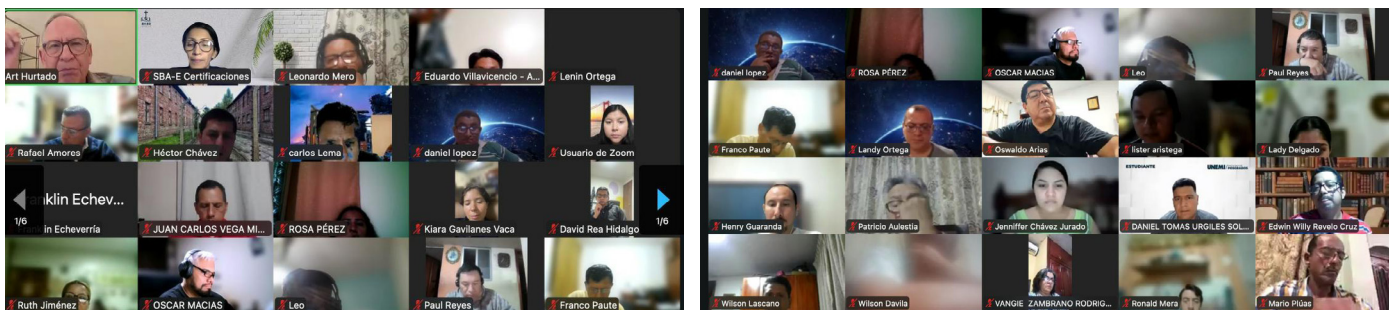 Art Hurtado
SBA-E Certificaciones
Leonardo Mero
Eduardo Villavicencio - A...
Lenin Ortega
Rafael Amores
Héctor Chávez
carlos Lema
daniel lopez
Usuario de Zoom
nklin Echev...
1/6
in Echeverría
JUAN CARLOS VEGA MI...
ROSA PÉREZ
Kiara Gavilanes Vaca
David Rea Hidalgo
1/6
Ruth Jiménez
OSCAR MACIAS
Leo
Paul Reyes
Franco Paute
daniel lopez
ROSA PÉREZ
OSCAR MACIAS
Leo
Paul Reyes
Franco Paute
Landy Ortega
Oswaldo Arias
lister aristega
Lady Delgado
ESTUDIANTE
UNEMI
Henry Guaranda
Patricio Aulestia
Jenniffer Chávez Jurado
DANIEL TOMAS URGILES SOL...
Edwin Willy Revelo Cruz
Wilson Lascano
Wilson Davila
VANGIE ZAMBRANO RODRIG...
Ronald Mera
Mario Plúas